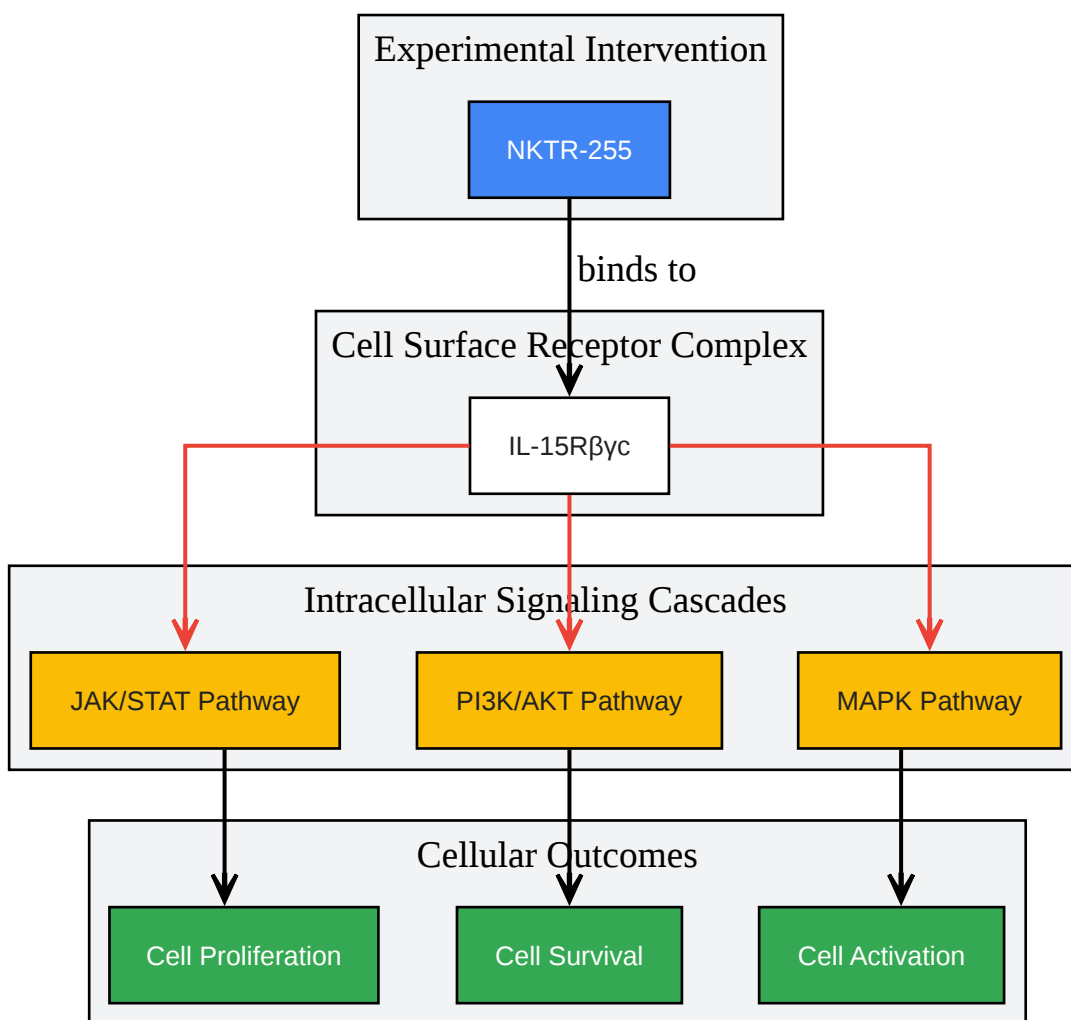 Experimental Intervention
NKTR-255
binds to
Cell Surface Receptor Complex
IL-15Rβγc
Intracellular Signaling Cascades
JAK/STAT Pathway
PI3K/AKT Pathway
MAPK Pathway
Cellular Outcomes
Cell Proliferation
Cell Survival
Cell Activation